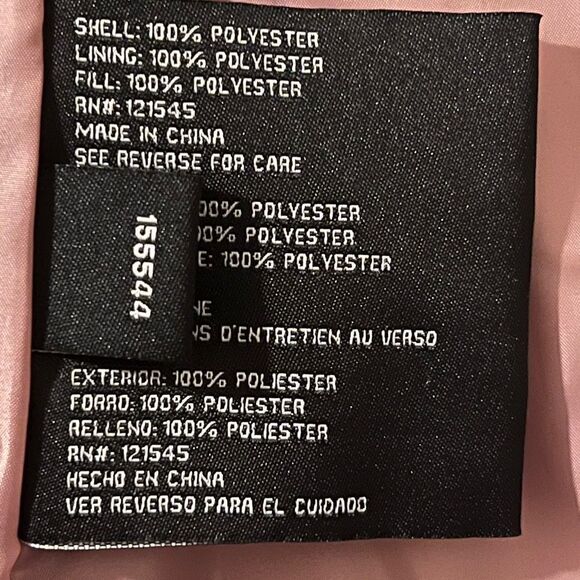 SHELL: 100% POLYESTER
LINING: 100% POLYESTER
FILL: 100% POLYESTER
RN#: 121545
MADE IN CHINA
SEE REVERSE FOR CARE
155544
00% POLYESTER
00% POLYESTER
E: 100% POLYESTER
NE
NS D'ENTRETIEN AU VERSO
EXTERIOR: 100% POLIESTER
FORRO: 100% POLIESTER
RELLENO: 100% POLIESTER
RN#: 121545
HECHO EN CHINA
VER REVERSO PARA EL CUIDADO